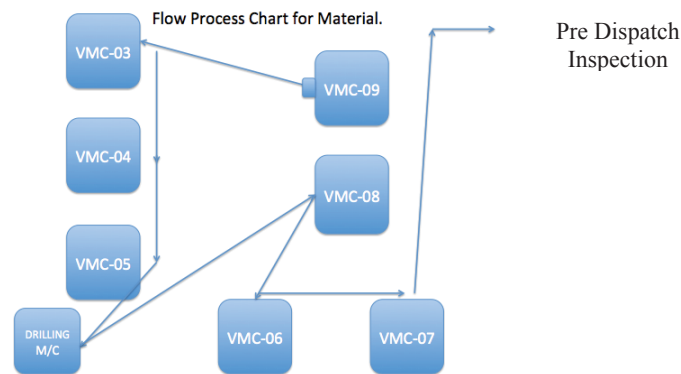 Flow Process Chart for Material.
Pre Dispatch
Inspection
VMC-03
VMC-09
VMC-04
VMC-08
VMC-05
DRILLING
M/C
VMC-06
VMC-07